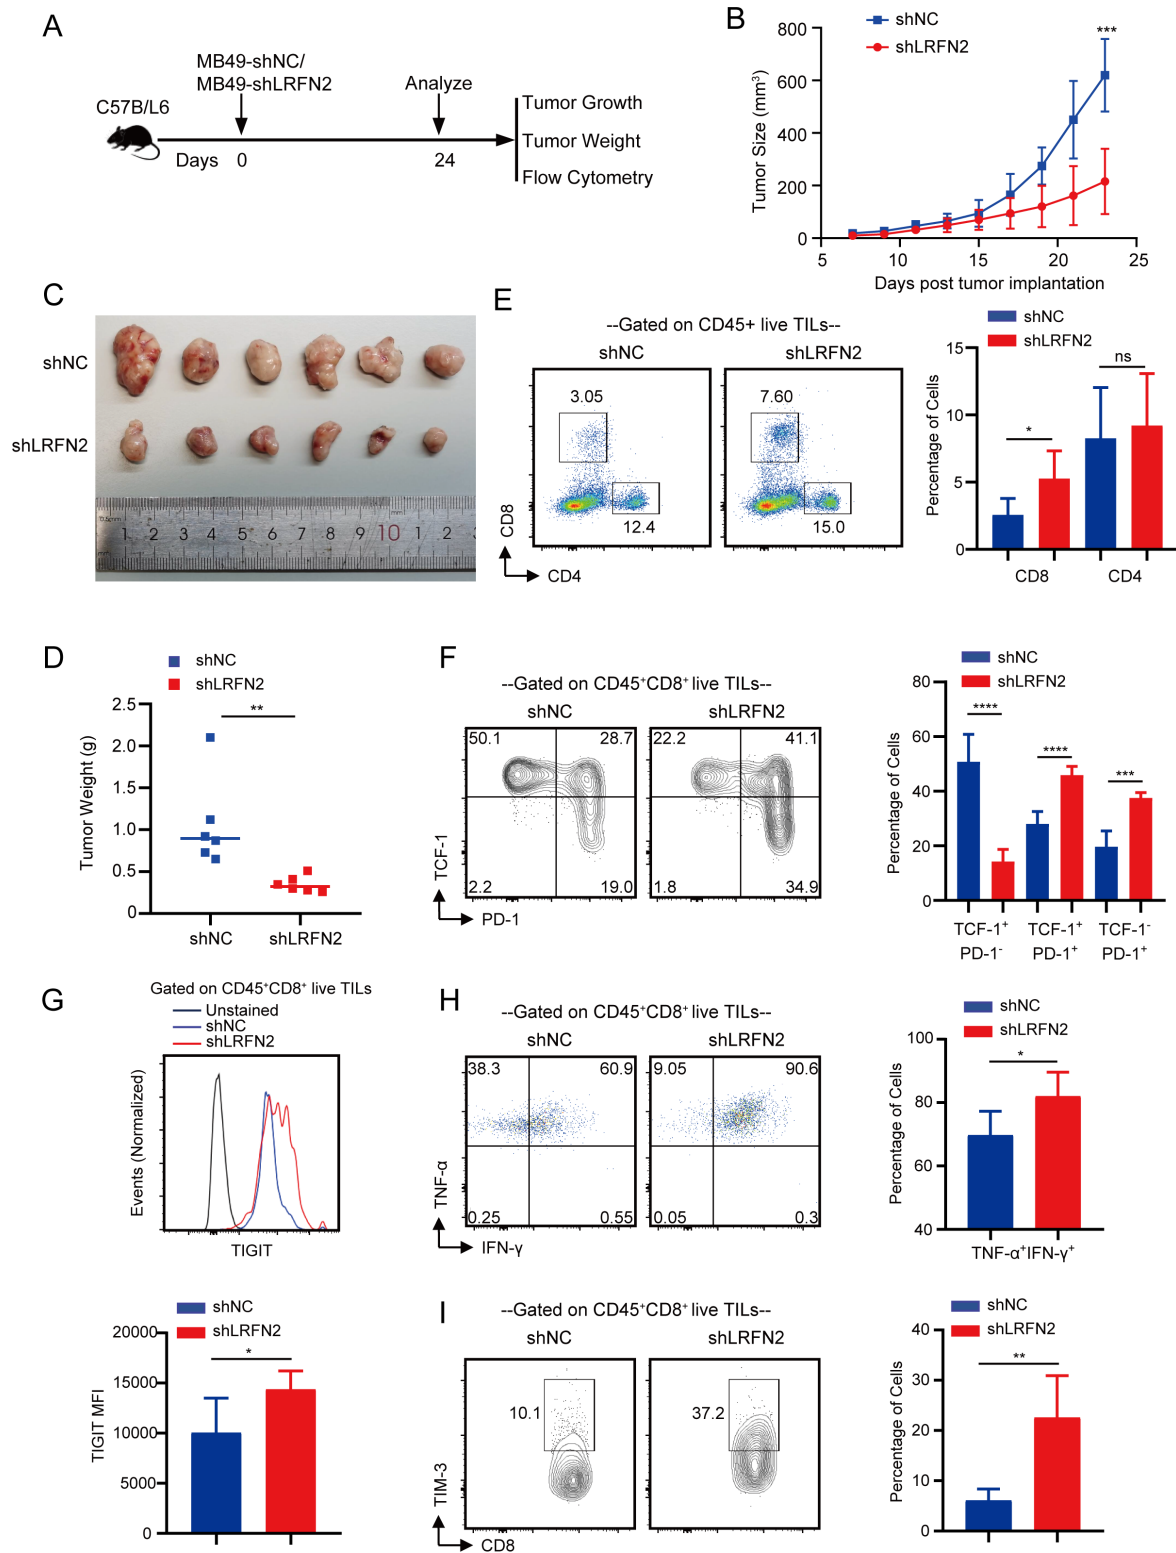 A
MB49-shNC/
MB49-shLRFN2
Analyze
C57B/L6
Days 0 24
Tumor Growth
Tumor Weight
Flow Cytometry
B
shNC
shLRFN2
***
800
600
400
200
0
Tumor Size (mm³)
5 10 15 20 25
Days post tumor implantation
C
shNC
shLRFN2
0.5mm
1 2 3 4 5 6 7 8 9 10 1 2 3
E
--Gated on CD45+ live TILs--
shNC shLRFN2
3.05 7.60
12.4 15.0
CD8
CD4
shNC
shLRFN2
15
10
5
0
Percentage of Cells
* ns
CD8 CD4
D
shNC
shLRFN2
**
2.5
2.0
1.5
1.0
0.5
0
Tumor Weight (g)
shNC shLRFN2
F
--Gated on CD45⁺CD8⁺ live TILs--
shNC shLRFN2
50.1 28.7 22.2 41.1
2.2 19.0 1.8 34.9
TCF-1
PD-1
shNC
shLRFN2
80
60
40
20
0
Percentage of Cells
**** **** ***
TCF-1⁺ TCF-1⁺ TCF-1⁻
PD-1⁻ PD-1⁺ PD-1⁺
G
Gated on CD45⁺CD8⁺ live TILs
Unstained
shNC
shLRFN2
Events (Normalized)
TIGIT
shNC
shLRFN2
*
20000
15000
10000
5000
0
TIGIT MFI
H
--Gated on CD45⁺CD8⁺ live TILs--
shNC shLRFN2
38.3 60.9 9.05 90.6
0.25 0.55 0.05 0.3
TNF-α
IFN-γ
shNC
shLRFN2
100
80
60
40
Percentage of Cells
*
TNF-α⁺IFN-γ⁺
I
--Gated on CD45⁺CD8⁺ live TILs--
shNC shLRFN2
10.1 37.2
TIM-3
CD8
shNC
shLRFN2
40
30
20
10
0
Percentage of Cells
**